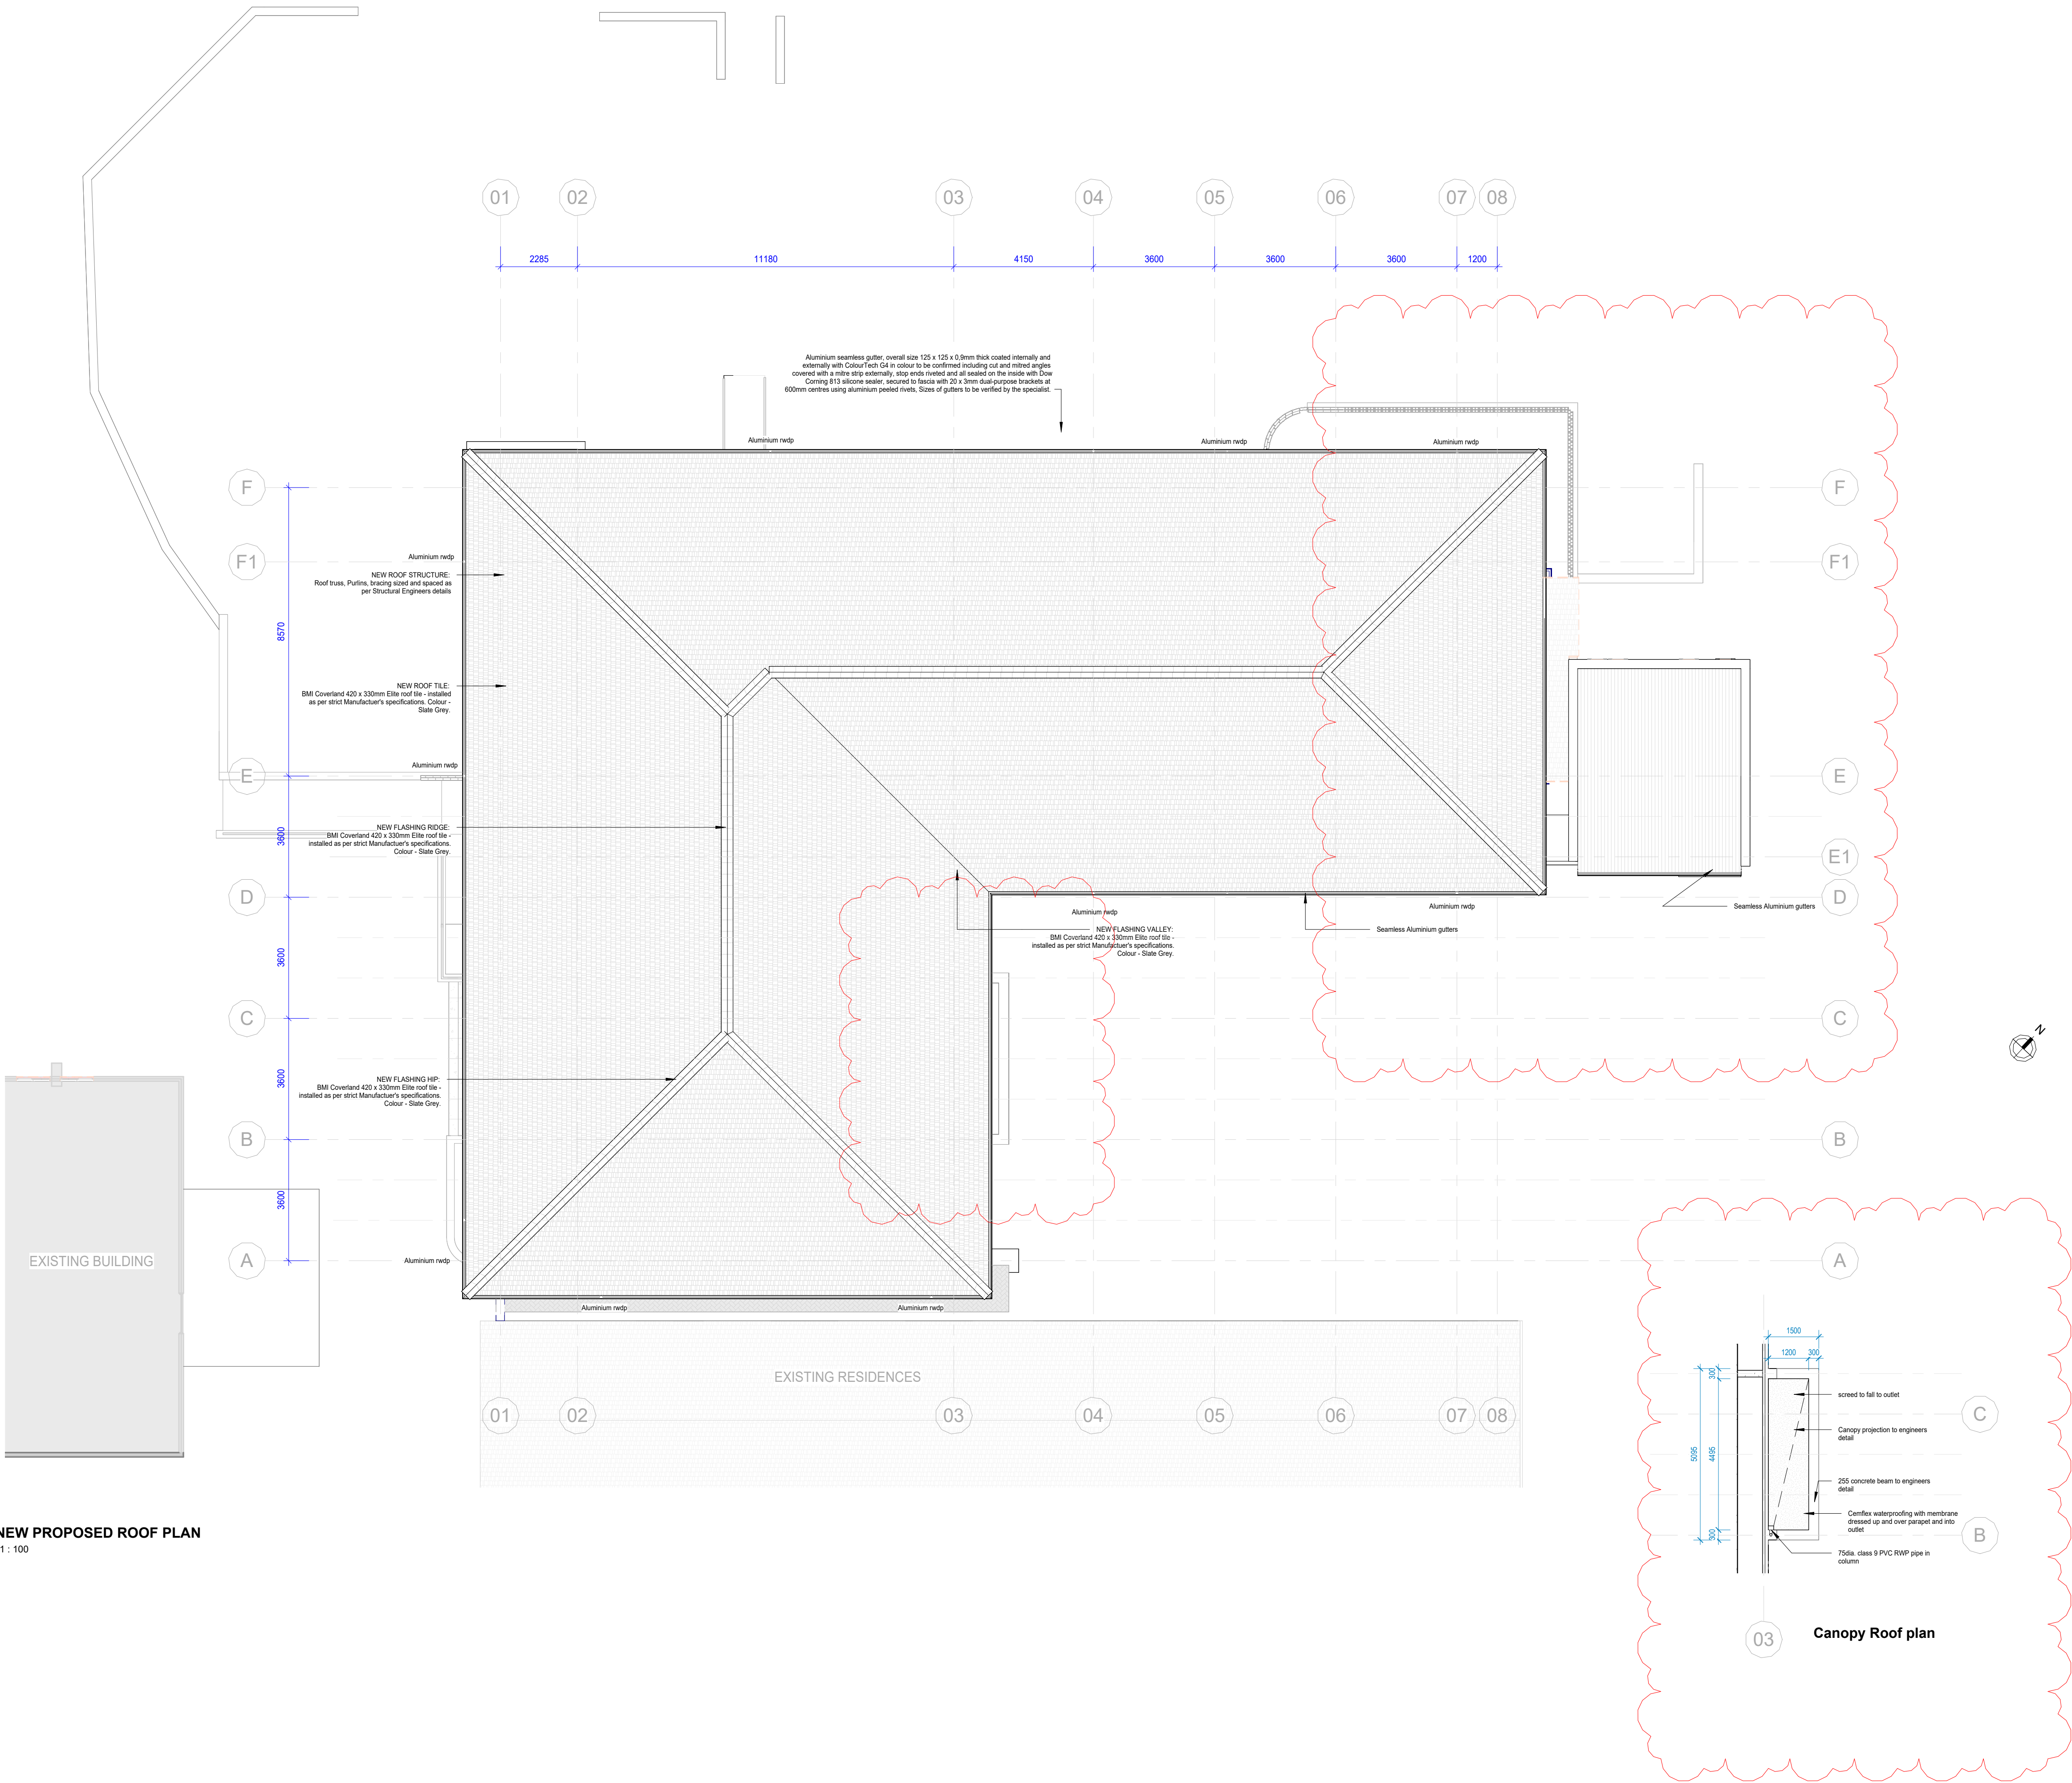 01
02
03
04
05
06
07
08
2285
11180
4150
3600
3600
3600
1200
Aluminium seamless gutter, overall size 125 x 125 x 0,9mm thick coated internally and
externally with ColourTech G4 in colour to be confirmed including cut and mitred angles
covered with a mitre strip externally, stop ends riveted and all sealed on the inside with Dow
Corning 813 silicone sealer, secured to fascia with 20 x 3mm dual-purpose brackets at
600mm centres using aluminium peeled rivets, Sizes of gutters to be verified by the specialist.
Aluminium rwdp
Aluminium rwdp
Aluminium rwdp
F
F
F1
F1
Aluminium rwdp
NEW ROOF STRUCTURE:
Roof truss, Purlins, bracing sized and spaced as
per Structural Engineers details
8570
NEW ROOF TILE:
BMI Coverland 420 x 330mm Elite roof tile - installed
as per strict Manufactuer's specifications. Colour -
Slate Grey.
Aluminium rwdp
E
E
3600
NEW FLASHING RIDGE:
BMI Coverland 420 x 330mm Elite roof tile -
installed as per strict Manufactuer's specifications.
Colour - Slate Grey.
E1
D
D
Aluminium rwdp
Aluminium rwdp
Seamless Aluminium gutters
NEW FLASHING VALLEY:
BMI Coverland 420 x 330mm Elite roof tile -
installed as per strict Manufactuer's specifications.
Colour - Slate Grey.
Seamless Aluminium gutters
3600
C
C
N
3600
NEW FLASHING HIP:
BMI Coverland 420 x 330mm Elite roof tile -
installed as per strict Manufactuer's specifications.
Colour - Slate Grey.
B
B
3600
A
A
Aluminium rwdp
EXISTING BUILDING
Aluminium rwdp
Aluminium rwdp
EXISTING RESIDENCES
01
02
03
04
05
06
07
08
NEW PROPOSED ROOF PLAN
1 : 100
1500
1200
300
300
5095
4495
300
screed to fall to outlet
C
Canopy projection to engineers
detail
255 concrete beam to engineers
detail
Cemflex waterproofing with membrane
dressed up and over parapet and into
outlet
B
75dia. class 9 PVC RWP pipe in
column
03
Canopy Roof plan